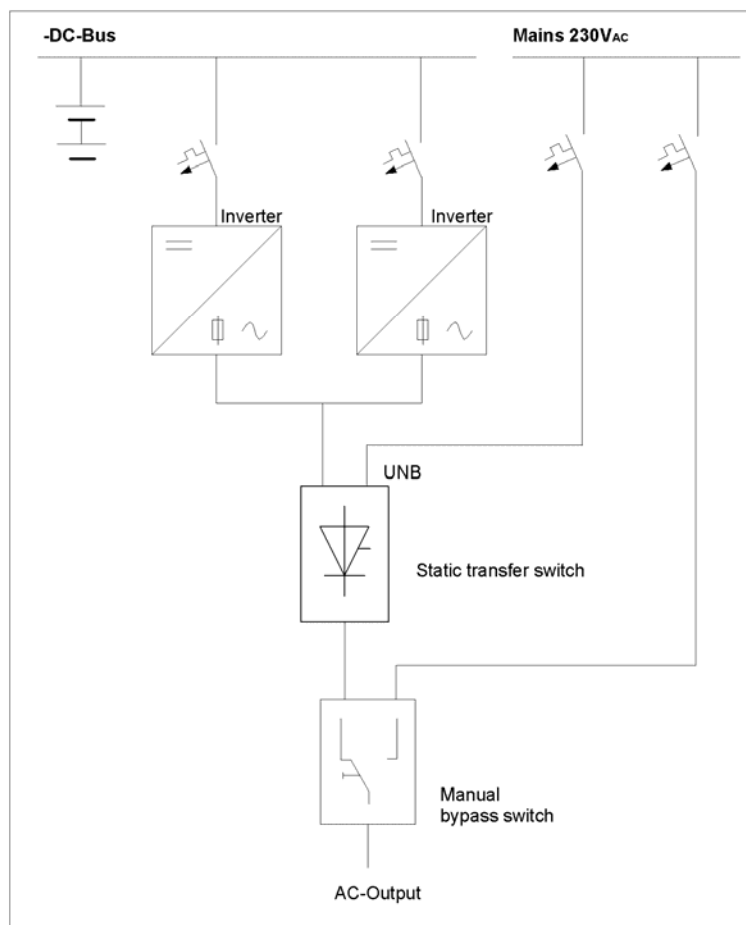 -DC-Bus
Mains 230VAC
Inverter
Inverter
UNB
Static transfer switch
Manual
bypass switch
AC-Output